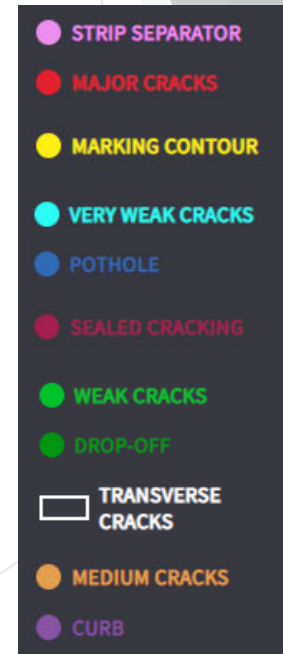 STRIP SEPARATOR
MAJOR CRACKS
MARKING CONTOUR
VERY WEAK CRACKS
POTHOLE
SEALED CRACKING
WEAK CRACKS
DROP-OFF
TRANSVERSE
CRACKS
MEDIUM CRACKS
CURB